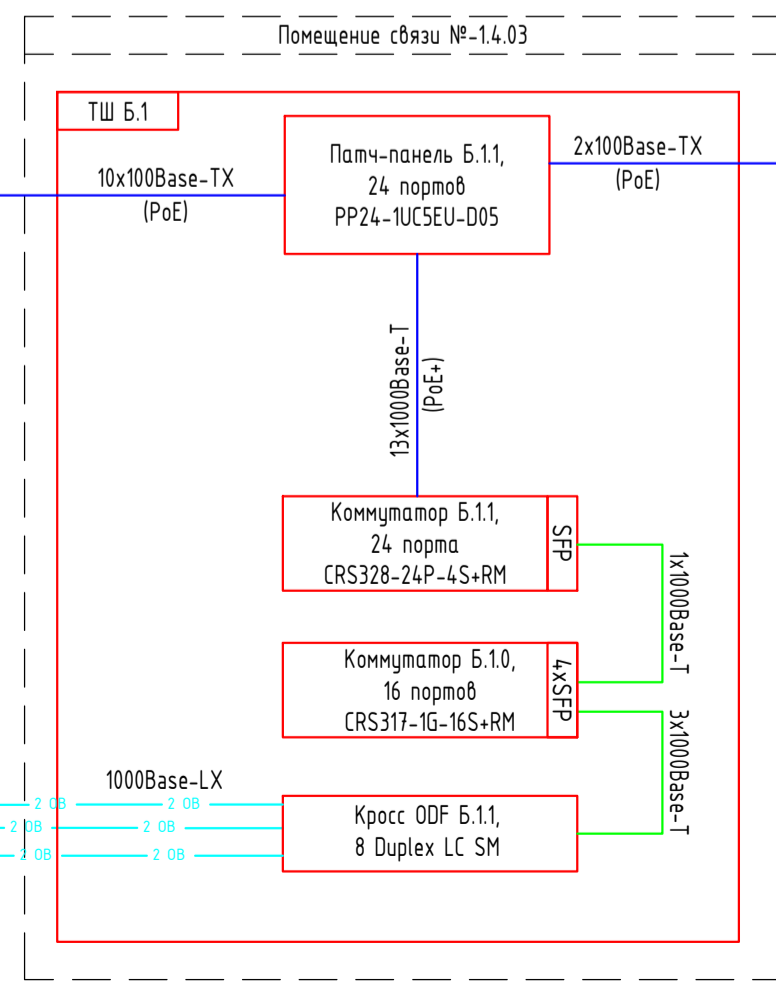 Помещение связи №-1.4.03
ТШ Б.1
Патч-панель Б.1.1,
24 портов
PP24-1UC5EU-D05
10x100Base-TX
(PoE)
2x100Base-TX
(PoE)
13x1000Base-T
(PoE+)
Коммутатор Б.1.1,
24 порта
CRS328-24P-4S+RM
SFP
1x1000Base-T
Коммутатор Б.1.0,
16 портов
CRS317-1G-16S+RM
4xSFP
3x1000Base-T
1000Base-LX
2 ОВ 2 ОВ
2 ОВ 2 ОВ
2 ОВ 2 ОВ
Кросс ODF Б.1.1,
8 Duplex LC SM